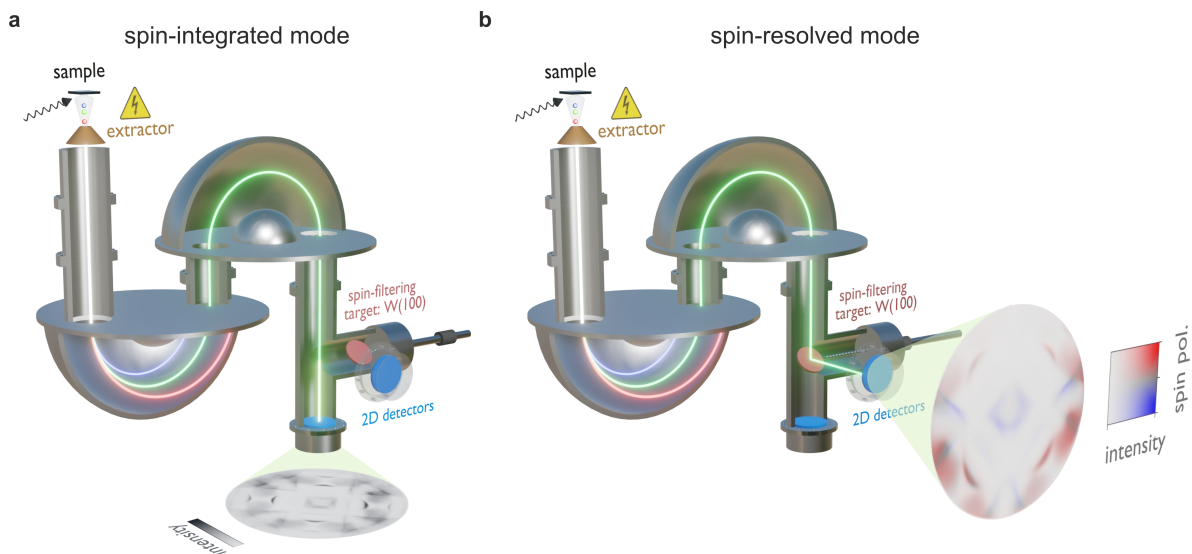 a
spin-integrated mode
sample
extractor
spin-filtering
target: W(100)
2D detectors
intensity
b
spin-resolved mode
sample
extractor
spin-filtering
target: W(100)
2D detectors
spin pol.
intensity